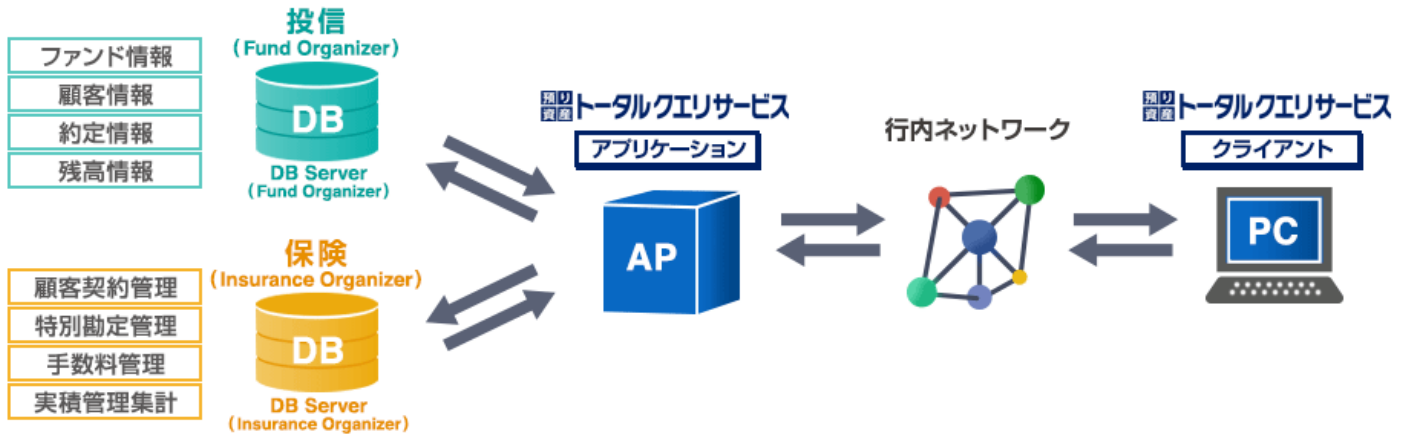 投信
(Fund Organizer)
ファンド情報
顧客情報
約定情報
残高情報
DB
DB Server
(Fund Organizer)
保険
(Insurance Organizer)
顧客契約管理
特別勘定管理
手数料管理
実積管理集計
DB
DB Server
(Insurance Organizer)
預り資産トータルクエリサービス
アプリケーション
AP
行内ネットワーク
預り資産トータルクエリサービス
クライアント
PC